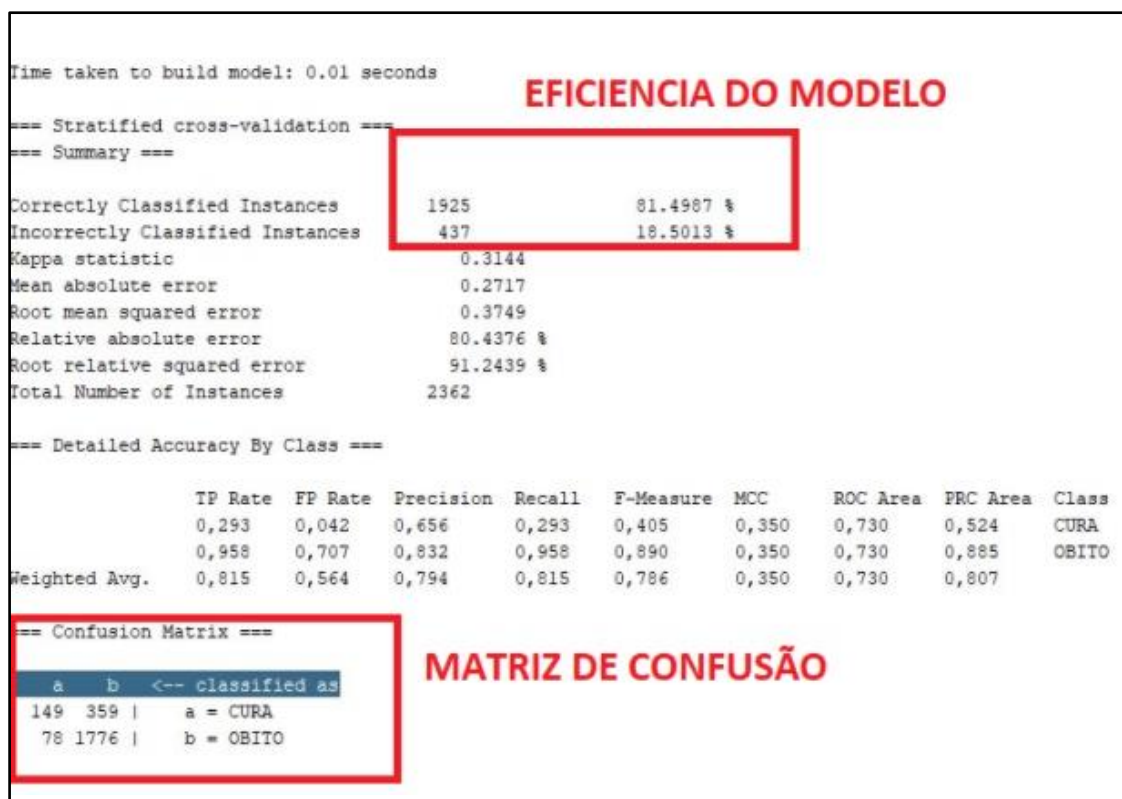 Time taken to build model: 0.01 seconds
EFICIENCIA DO MODELO
=== Stratified cross-validation ===
=== Summary ===
Correctly Classified Instances 1925 81.4987 %
Incorrectly Classified Instances 437 18.5013 %
Kappa statistic 0.3144
Mean absolute error 0.2717
Root mean squared error 0.3749
Relative absolute error 80.4376 %
Root relative squared error 91.2439 %
Total Number of Instances 2362
=== Detailed Accuracy By Class ===
TP Rate FP Rate Precision Recall F-Measure MCC ROC Area PRC Area Class
0,293 0,042 0,656 0,293 0,405 0,350 0,730 0,524 CURA
0,958 0,707 0,832 0,958 0,890 0,350 0,730 0,885 OBITO
Weighted Avg. 0,815 0,564 0,794 0,815 0,786 0,350 0,730 0,807
=== Confusion Matrix ===
MATRIZ DE CONFUSÃO
a b <-- classified as
149 359 | a = CURA
78 1776 | b = OBITO